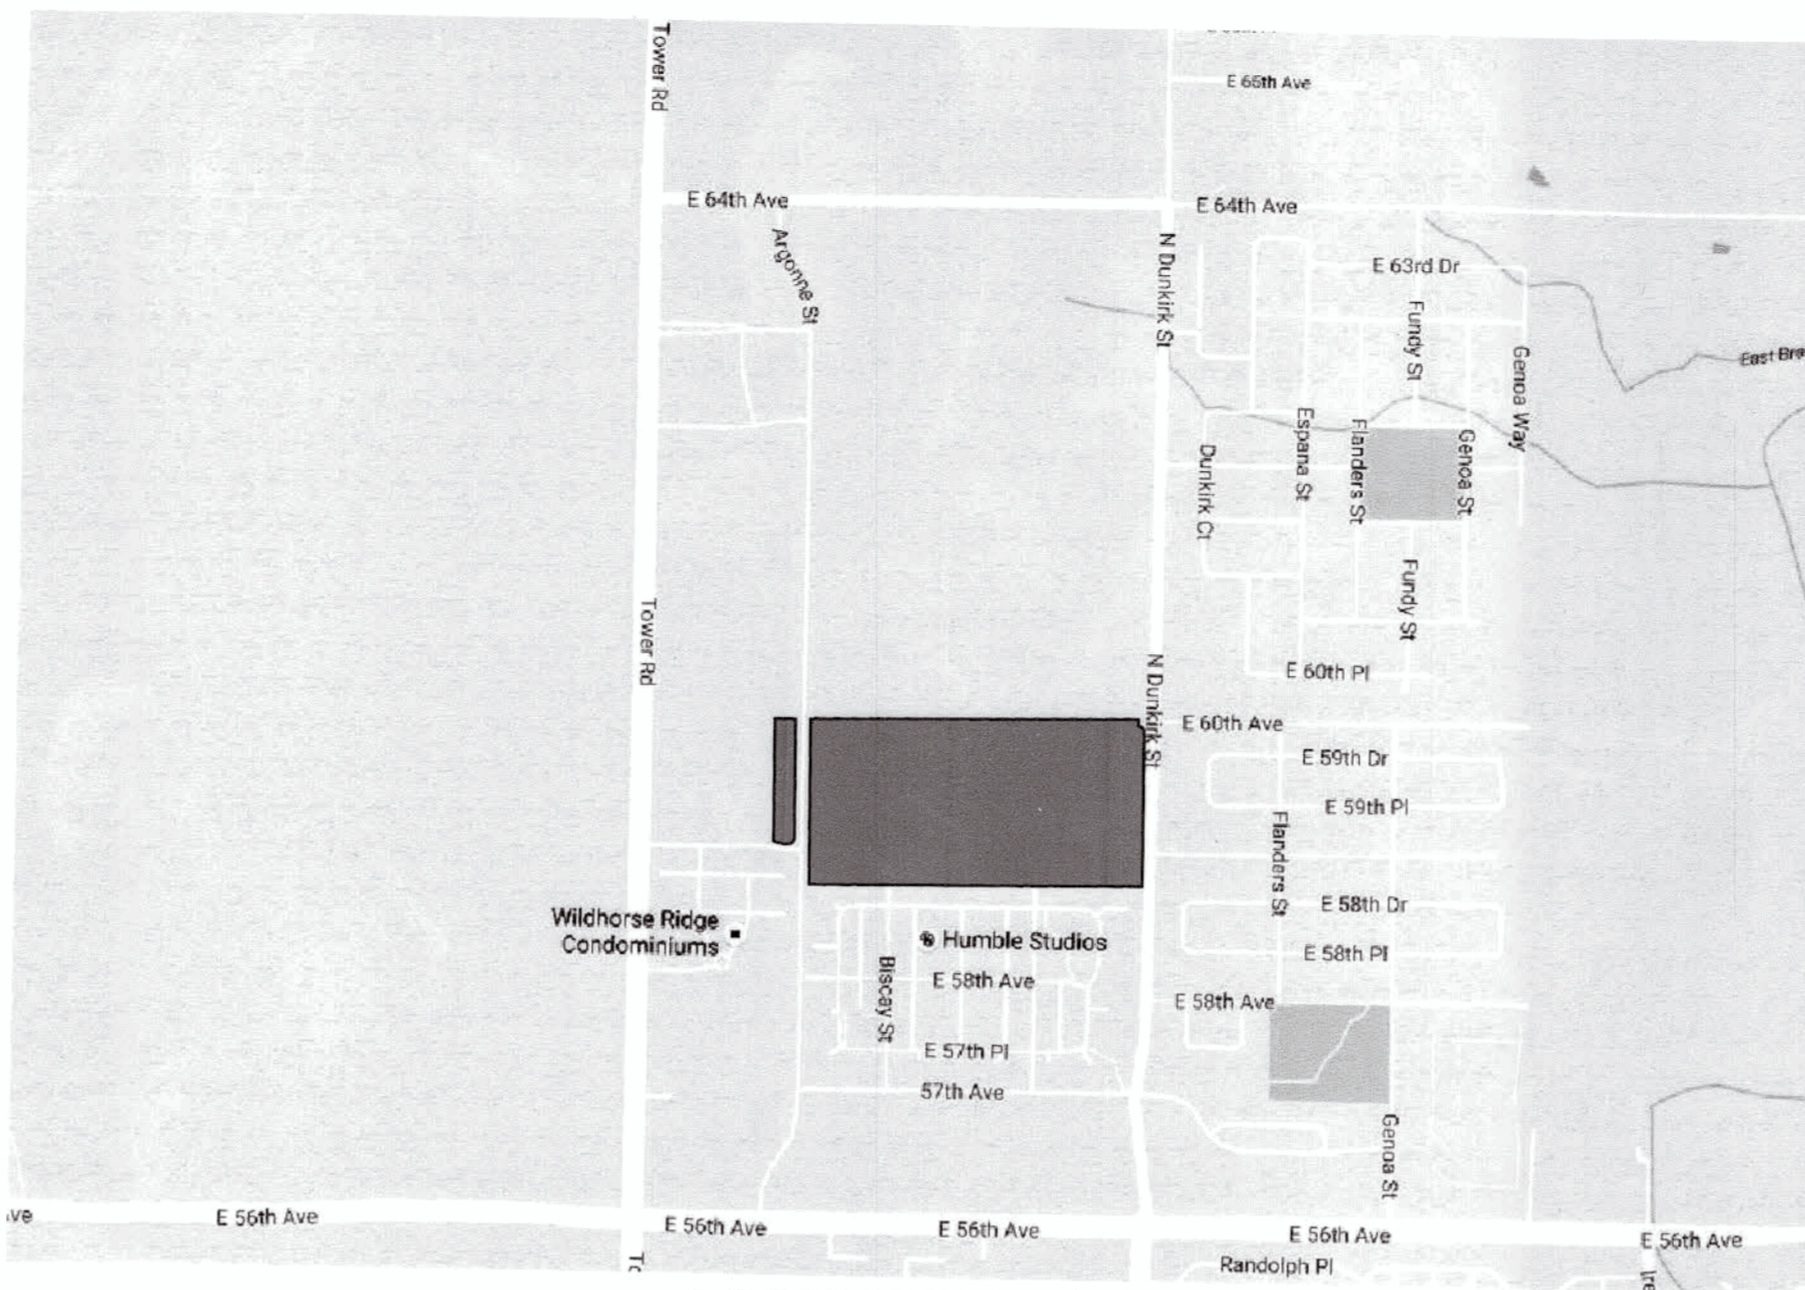 Tower Rd
E 65th Ave
E 64th Ave
E 64th Ave
Argonne St
N Dunkirk St
E 63rd Dr
Fundy St
Genoa Way
East Bra
Dunkirk Ct
Espana St
Flanders St
Genoa St
Fundy St
Tower Rd
N Dunkirk St
E 60th Pl
E 60th Ave
E 59th Dr
E 59th Pl
Flanders St
E 58th Dr
E 58th Pl
Wildhorse Ridge
Condominiums
Humble Studios
Biscay St
E 58th Ave
E 58th Ave
E 57th Pl
57th Ave
Genoa St
ve
E 56th Ave
E 56th Ave
E 56th Ave
E 56th Ave
E 56th Ave
To
Randolph Pl
Ire